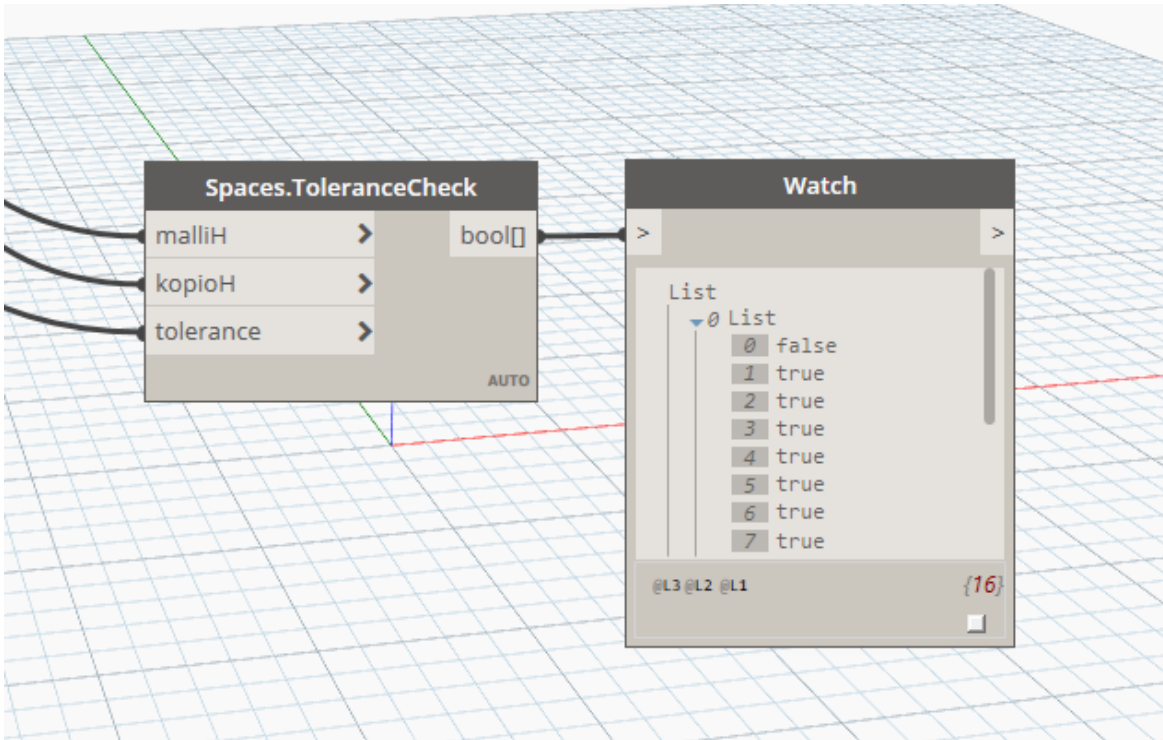 Spaces.ToleranceCheck
malliH >
bool[]
kopioH >
tolerance >
AUTO
Watch
> >
List
0 List
0 false
1 true
2 true
3 true
4 true
5 true
6 true
7 true
@L3 @L2 @L1 {16}